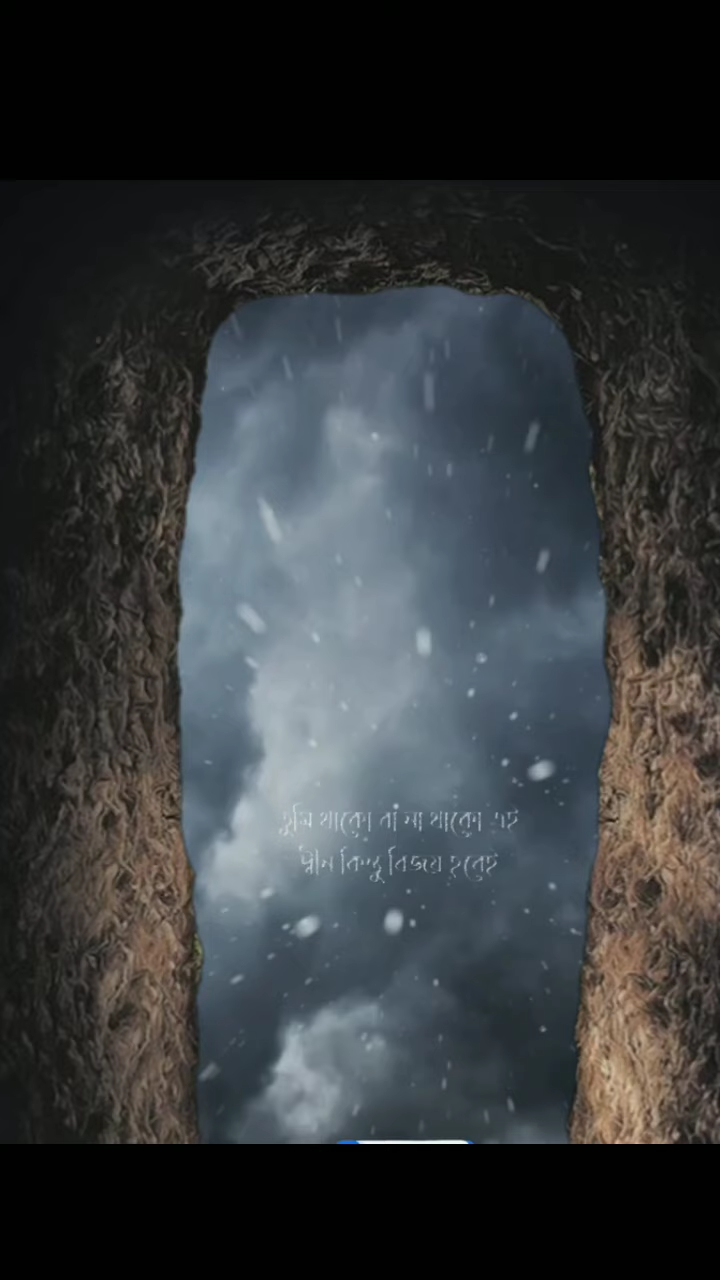 তুমি থাকো বা না থাকো এই
দ্বীন কিন্তু বিজয় হবেই